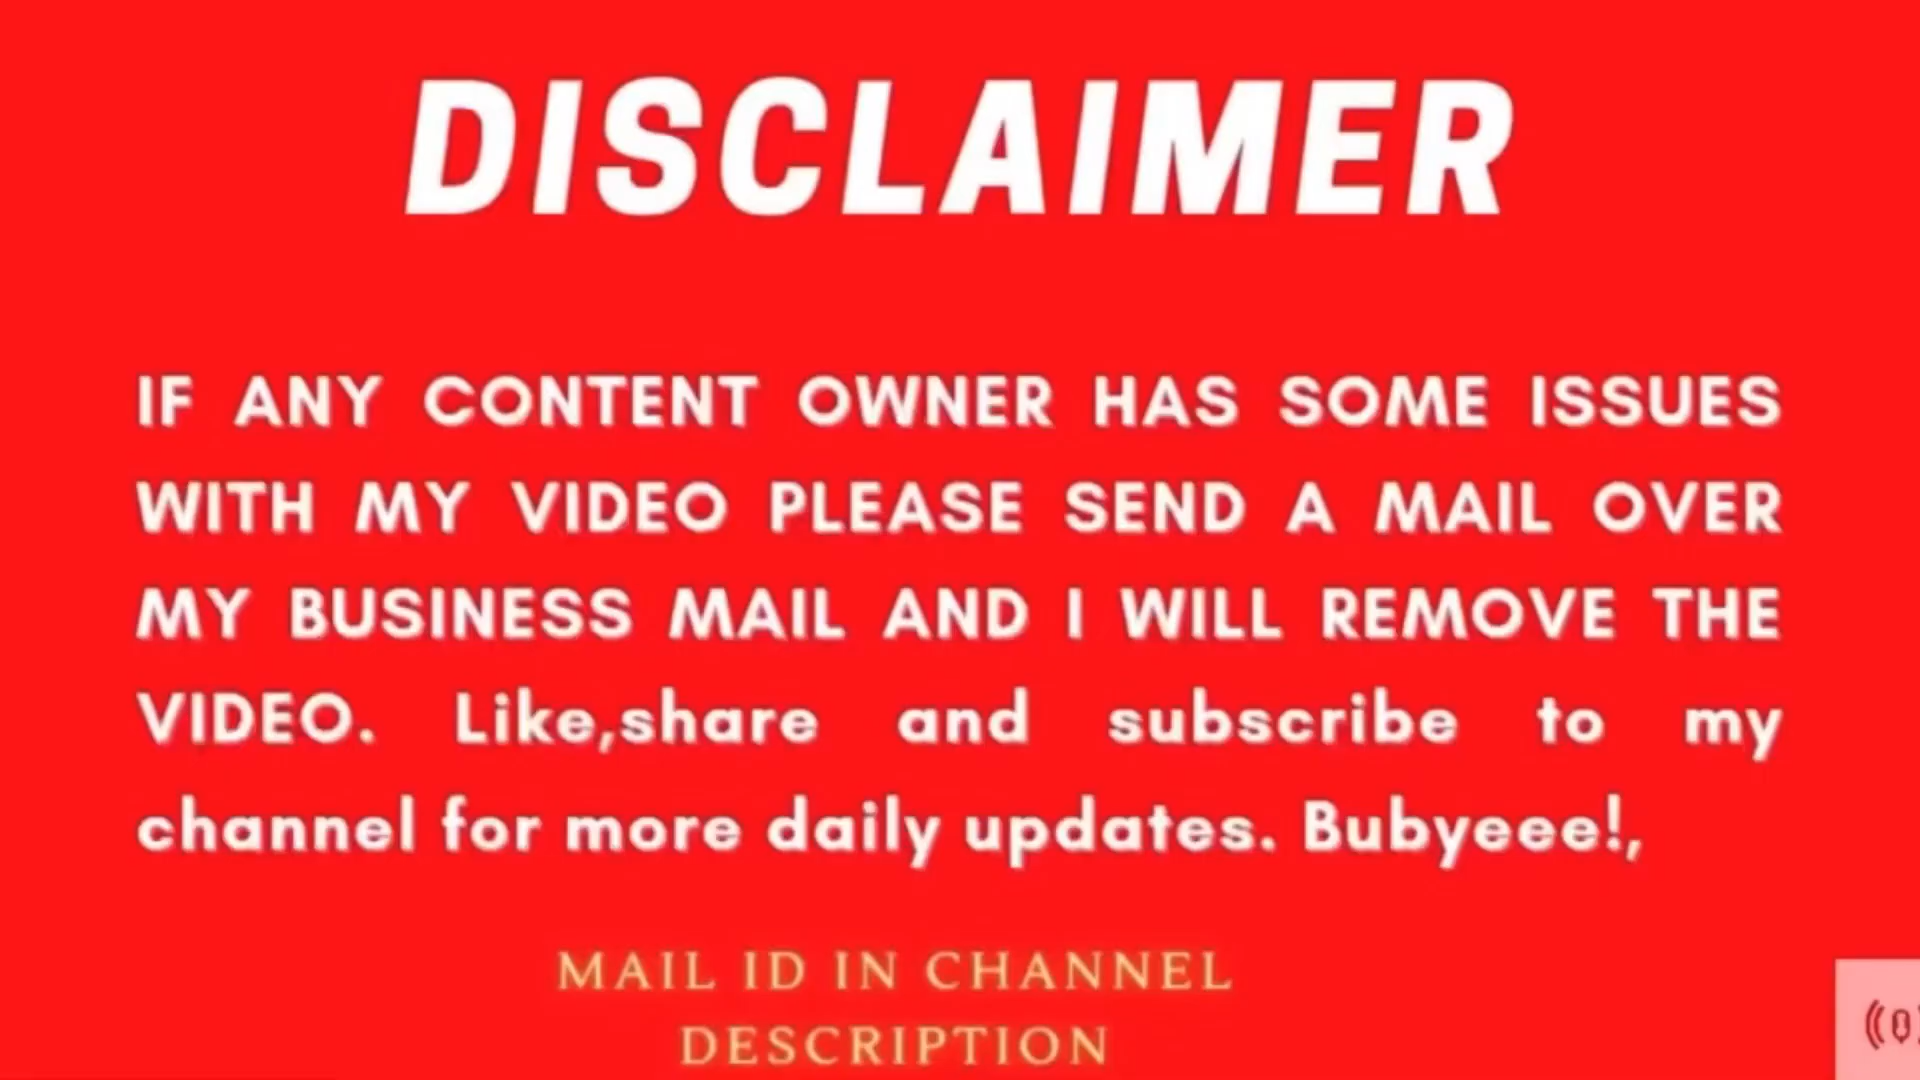 DISCLAIMER
IF ANY CONTENT OWNER HAS SOME ISSUES
WITH MY VIDEO PLEASE SEND A MAIL OVER
MY BUSINESS MAIL AND I WILL REMOVE THE
VIDEO. Like,share and subscribe to my
channel for more daily updates. Bubyeee!,
MAIL ID IN CHANNEL
DESCRIPTION